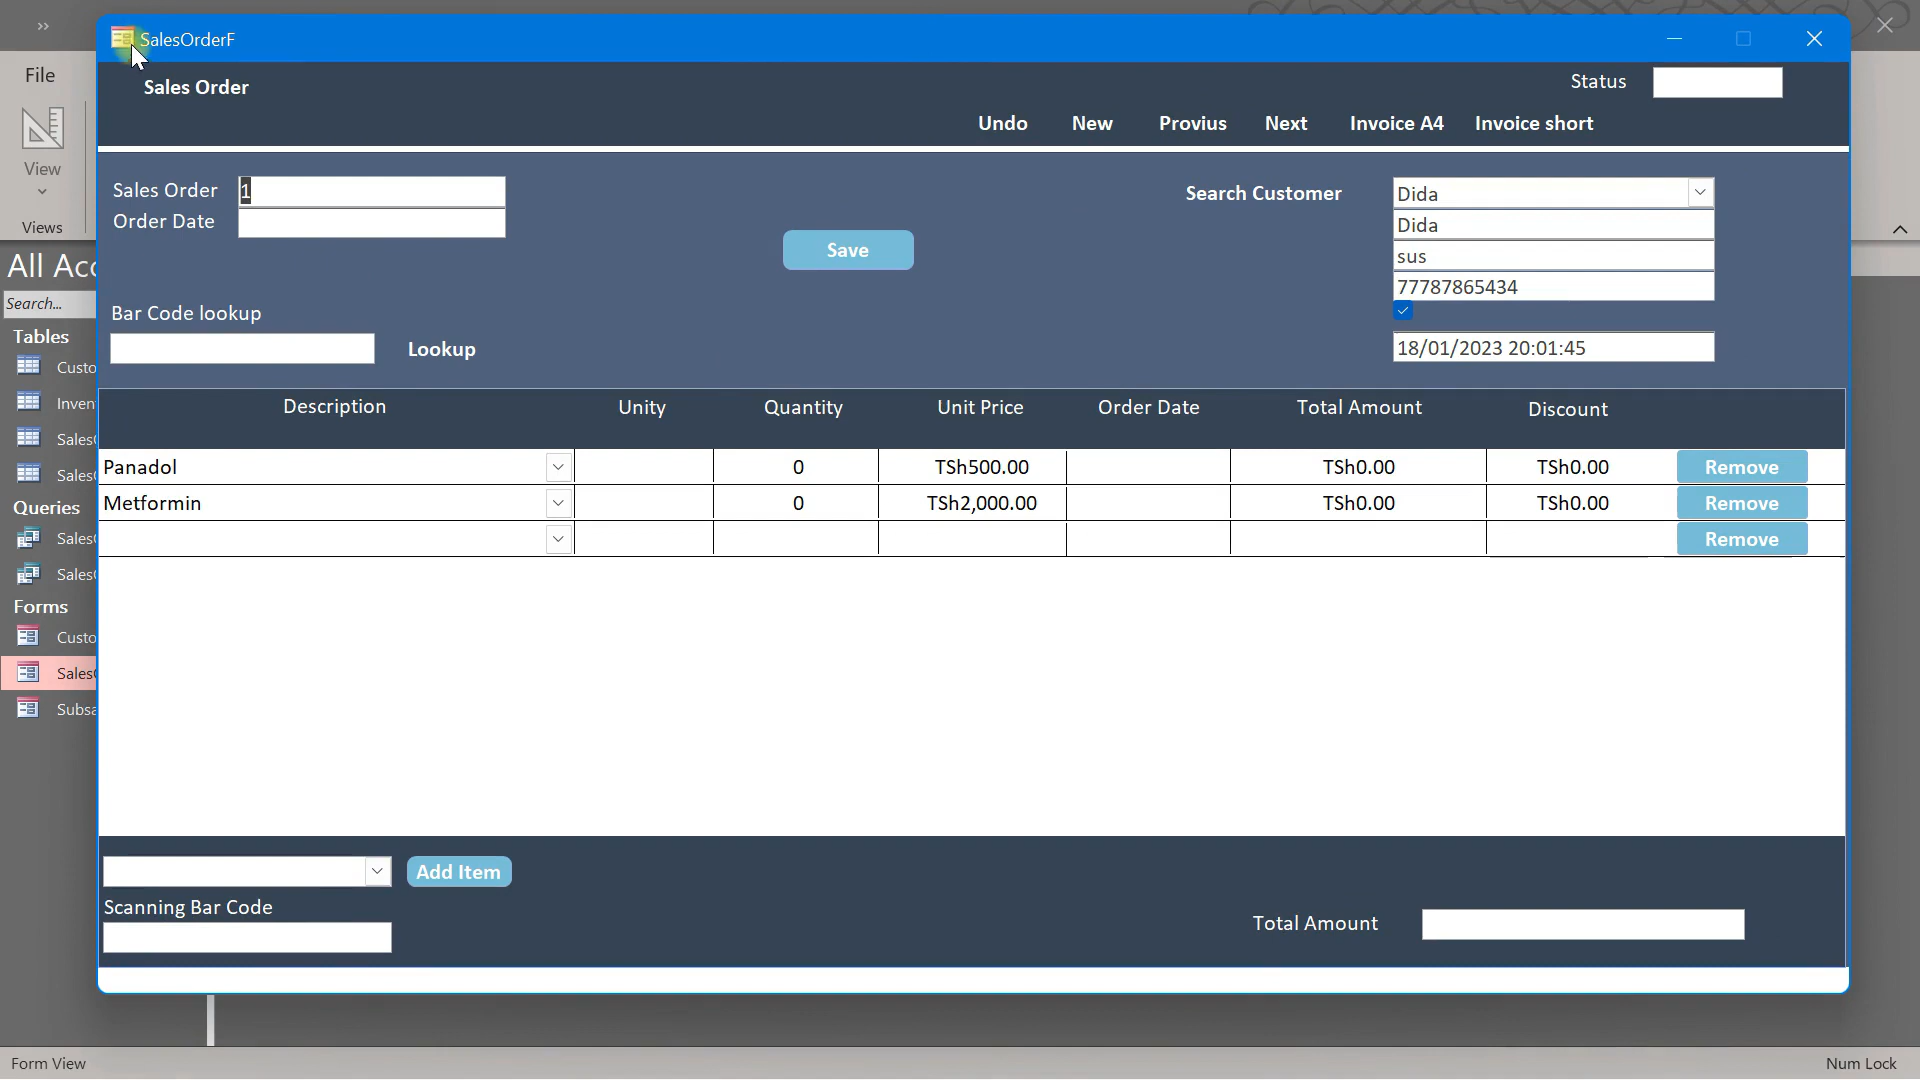 SalesOrderF
File
Sales Order
Status
Undo New Provius Next Invoice A4 Invoice short
View
Views
Sales Order 1
Order Date
Save
Search Customer Dida
Dida
sus
77787865434
18/01/2023 20:01:45
Bar Code lookup
Lookup
All Acc
Search...
Tables
Custo
Inven
Sales
Sales
Queries
Sales
Sales
Forms
Custo
Sales
Subsa
Description Unity Quantity Unit Price Order Date Total Amount Discount
Panadol 0 TSh500.00 TSh0.00 TSh0.00 Remove
Metformin 0 TSh2,000.00 TSh0.00 TSh0.00 Remove
Remove
Add Item
Scanning Bar Code
Total Amount
Form View
Num Lock